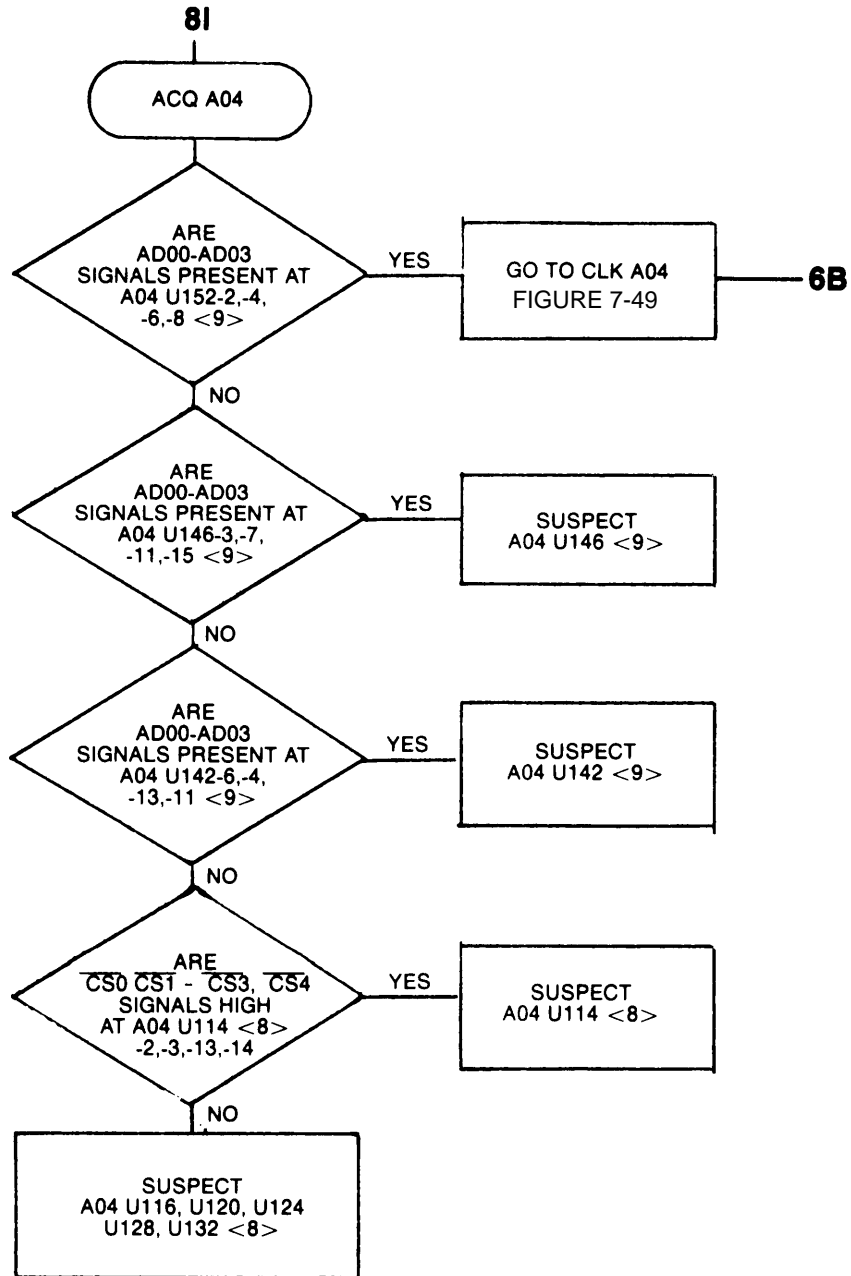 8I
ACQ A04
ARE
AD00-AD03
SIGNALS PRESENT AT
A04 U152-2,-4,
-6,-8 <9>
YES
GO TO CLK A04
FIGURE 7-49
6B
NO
ARE
AD00-AD03
SIGNALS PRESENT AT
A04 U146-3,-7,
-11,-15 <9>
YES
SUSPECT
A04 U146 <9>
NO
ARE
AD00-AD03
SIGNALS PRESENT AT
A04 U142-6,-4,
-13,-11 <9>
YES
SUSPECT
A04 U142 <9>
NO
ARE
C̅S̅0̅ C̅S̅1̅ - C̅S̅3̅, C̅S̅4̅
SIGNALS HIGH
AT A04 U114 <8>
-2,-3,-13,-14
YES
SUSPECT
A04 U114 <8>
NO
SUSPECT
A04 U116, U120, U124
U128, U132 <8>